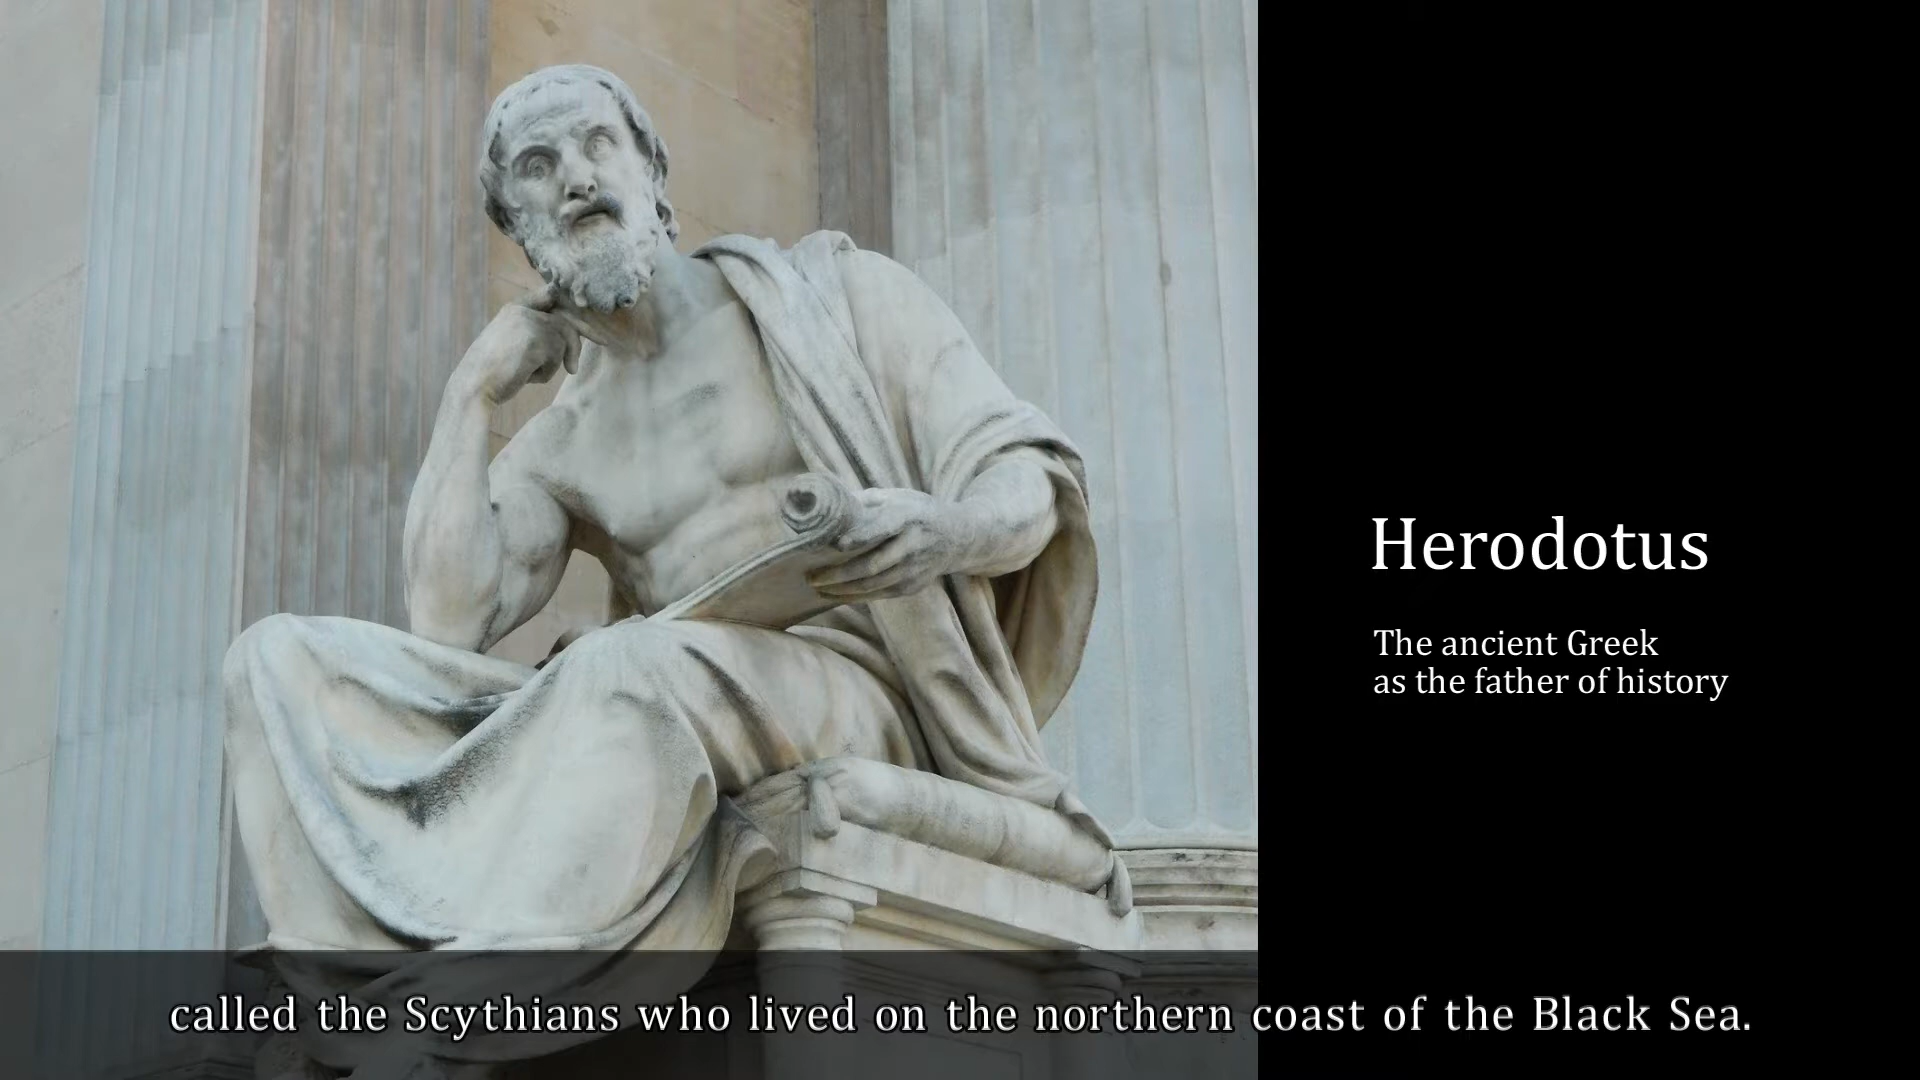 Herodotus
The ancient Greek
as the father of history
called the Scythians who lived on the northern coast of the Black Sea.